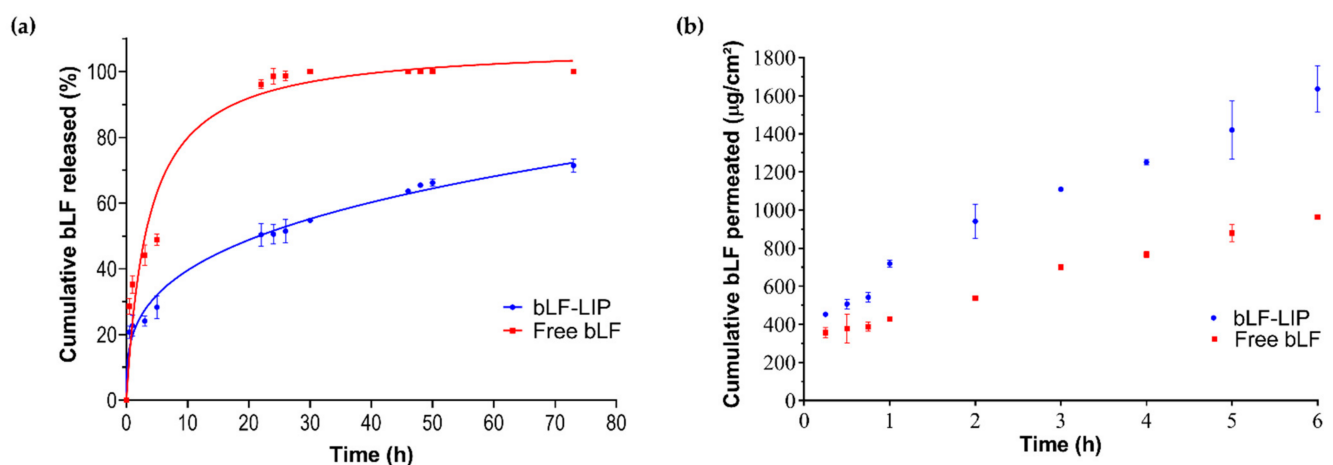 (a)
Cumulative bLF released (%)
100
80
60
40
20
0
0 10 20 30 40 50 60 70 80
Time (h)
bLF-LIP
Free bLF
(b)
Cumulative bLF permeated (µg/cm²)
1800
1600
1400
1200
1000
800
600
400
200
0
0 1 2 3 4 5 6
Time (h)
bLF-LIP
Free bLF